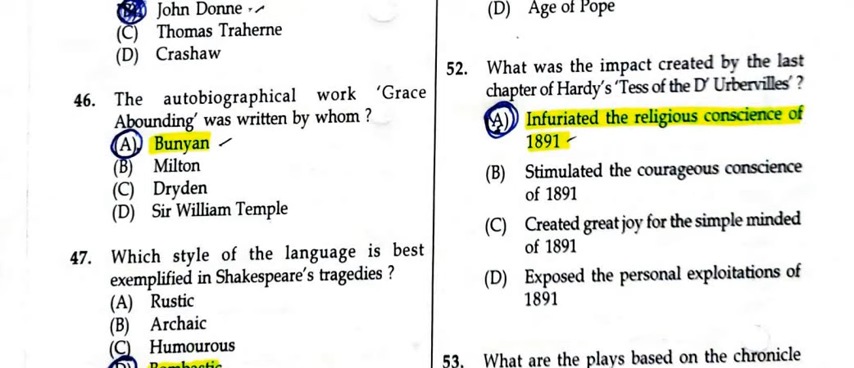 John Donne
(C) Thomas Traherne
(D) Crashaw
46. The autobiographical work 'Grace
Abounding' was written by whom ?
(A) Bunyan
(B) Milton
(C) Dryden
(D) Sir William Temple
47. Which style of the language is best
exemplified in Shakespeare's tragedies ?
(A) Rustic
(B) Archaic
(C) Humourous
(D) Bombastic
(D) Age of Pope
52. What was the impact created by the last
chapter of Hardy's 'Tess of the D' Urbervilles' ?
(A) Infuriated the religious conscience of
1891
(B) Stimulated the courageous conscience
of 1891
(C) Created great joy for the simple minded
of 1891
(D) Exposed the personal exploitations of
1891
53. What are the plays based on the chronicle